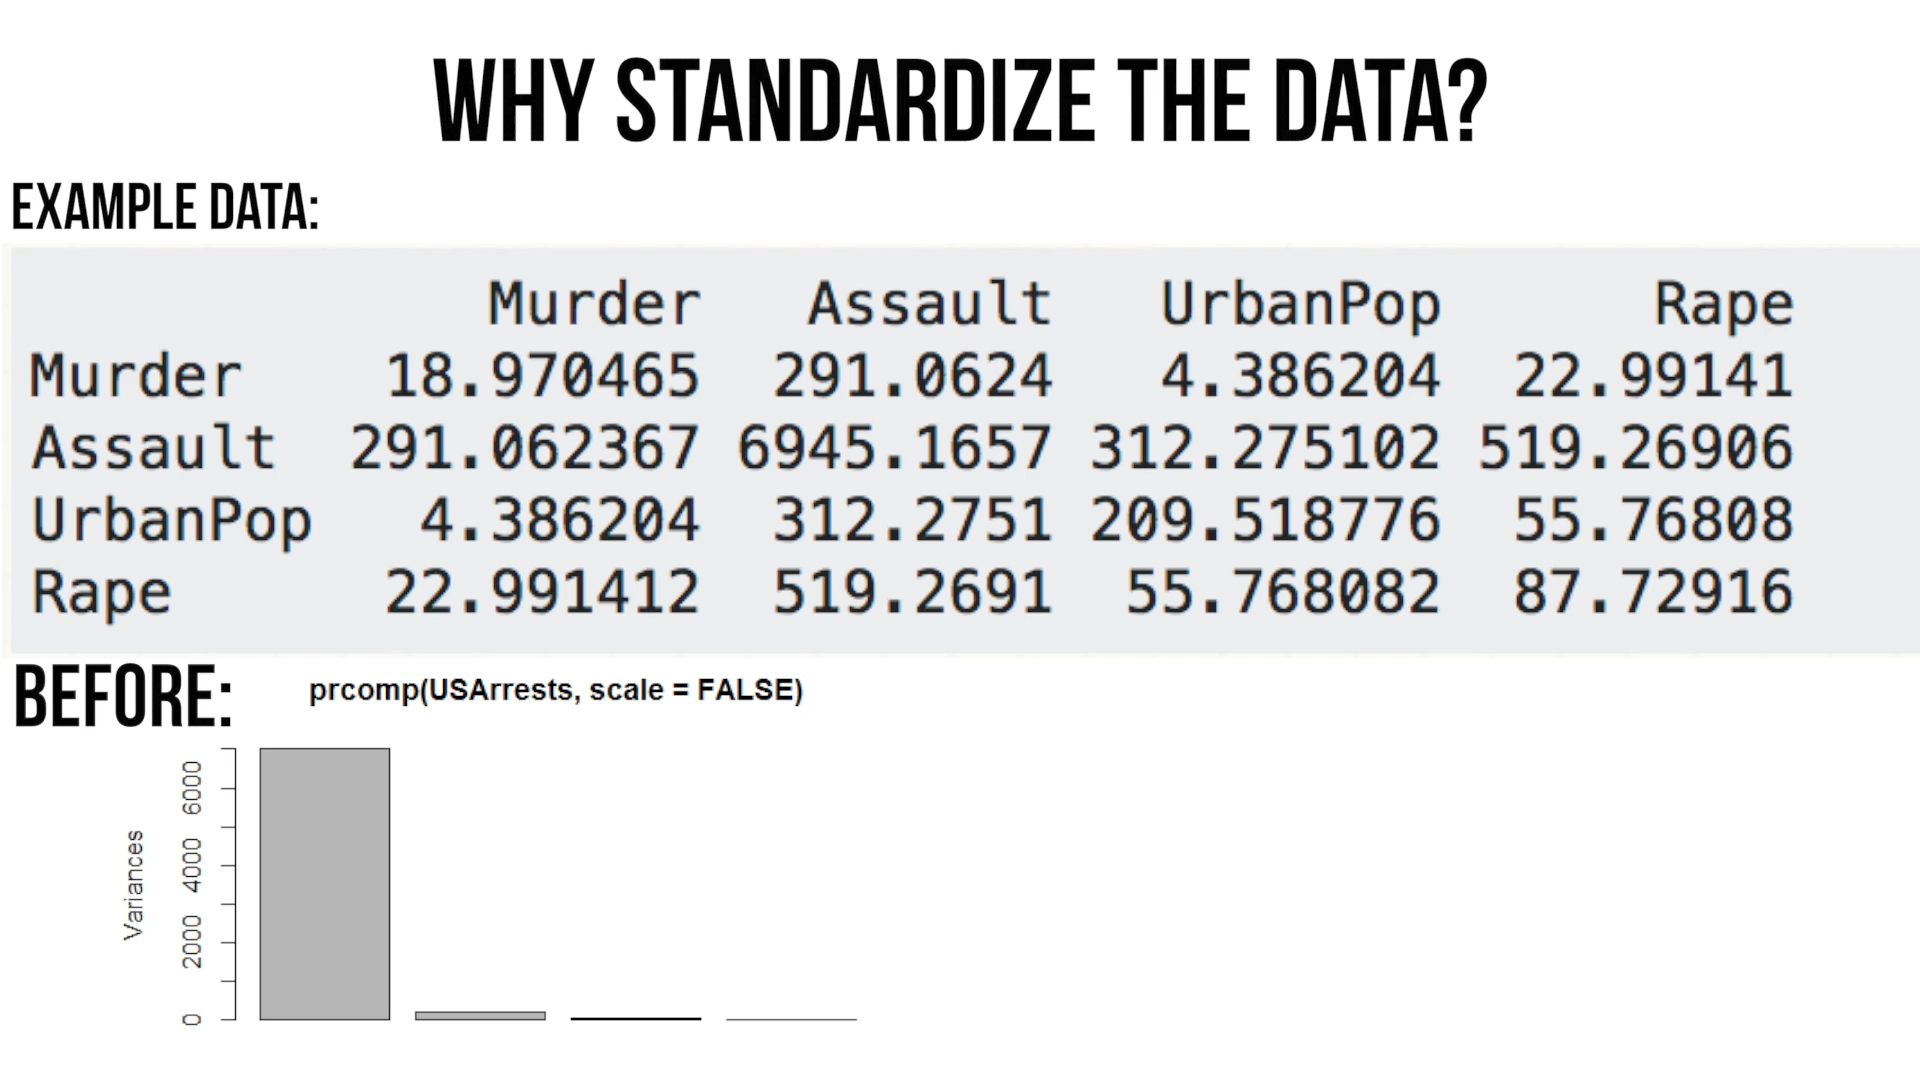 WHY STANDARDIZE THE DATA?
EXAMPLE DATA:
Murder Assault UrbanPop Rape
Murder 18.970465 291.0624 4.386204 22.99141
Assault 291.062367 6945.1657 312.275102 519.26906
UrbanPop 4.386204 312.2751 209.518776 55.76808
Rape 22.991412 519.2691 55.768082 87.72916
BEFORE:
prcomp(USArrests, scale = FALSE)
Variances
6000
4000
2000
0